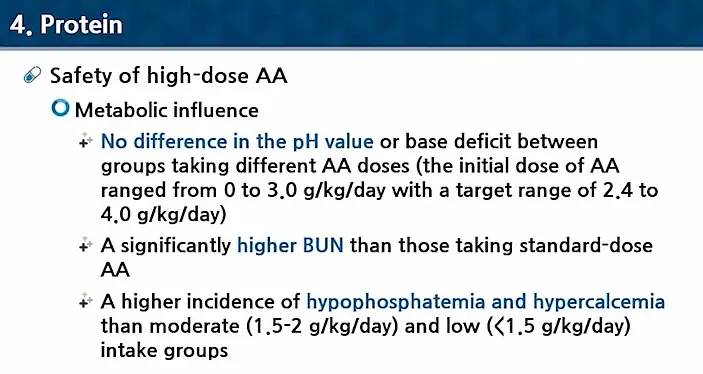 4. Protein
Safety of high-dose AA
Metabolic influence
No difference in the pH value or base deficit between
groups taking different AA doses (the initial dose of AA
ranged from 0 to 3.0 g/kg/day with a target range of 2.4 to
4.0 g/kg/day)
A significantly higher BUN than those taking standard-dose
AA
A higher incidence of hypophosphatemia and hypercalcemia
than moderate (1.5-2 g/kg/day) and low (<1.5 g/kg/day)
intake groups